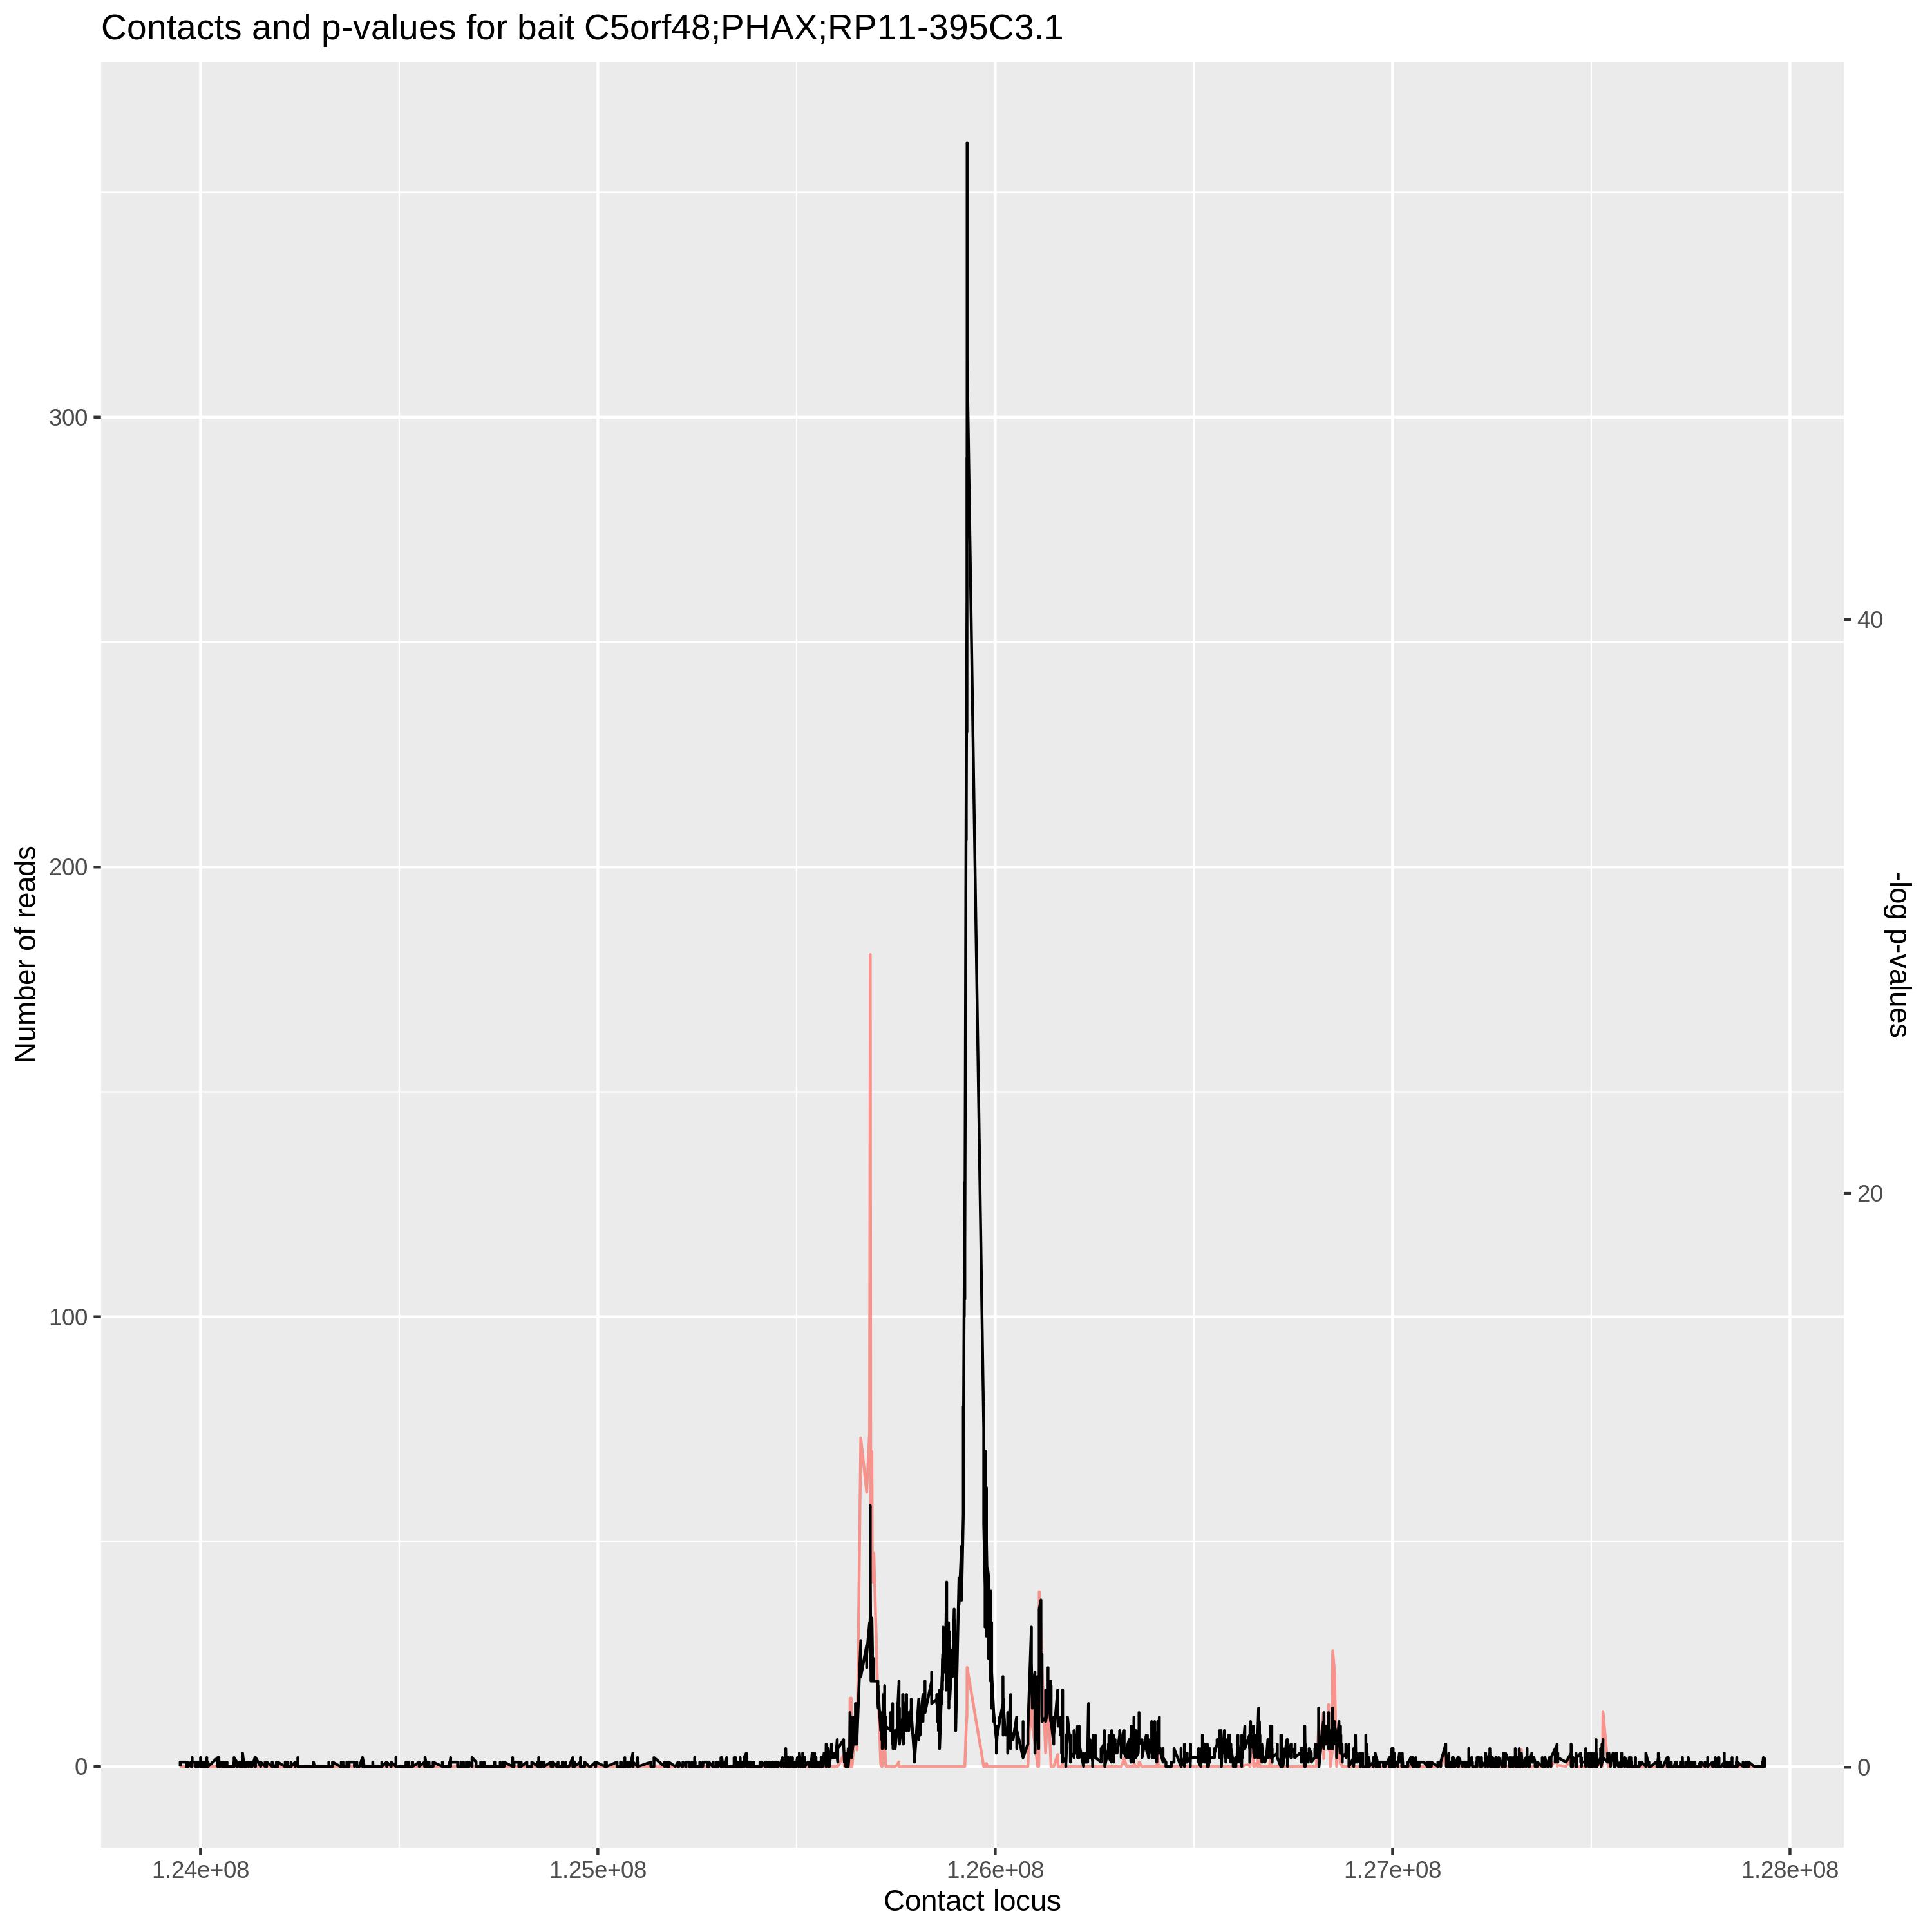 Contacts and p-values for bait C5orf48;PHAX;RP11-395C3.1
300
200
100
0
Number of reads
40
20
0
-log p-values
1.24e+08 1.25e+08 1.26e+08 1.27e+08 1.28e+08
Contact locus